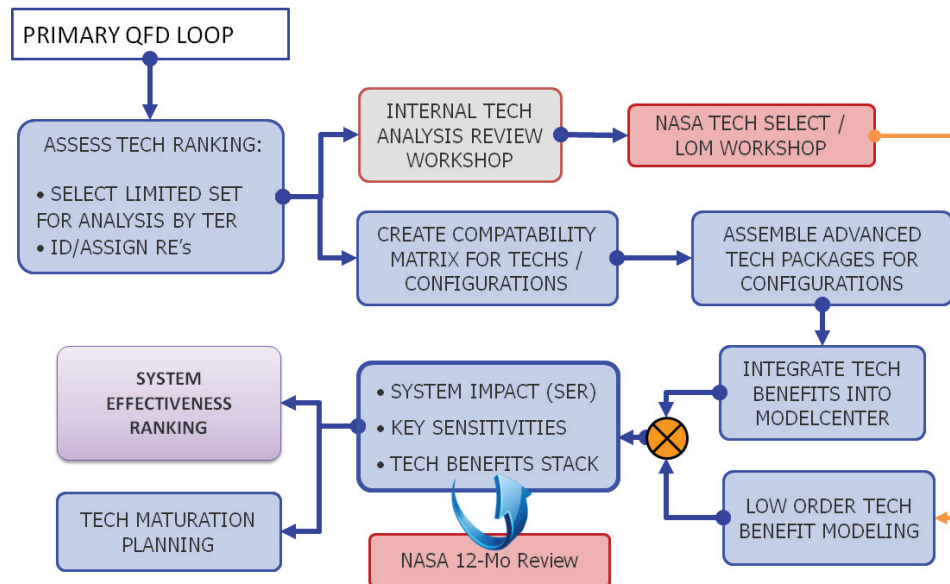 PRIMARY QFD LOOP
ASSESS TECH RANKING:
• SELECT LIMITED SET
FOR ANALYSIS BY TER
• ID/ASSIGN RE's
INTERNAL TECH
ANALYSIS REVIEW
WORKSHOP
NASA TECH SELECT /
LOM WORKSHOP
CREATE COMPATABILITY
MATRIX FOR TECHS /
CONFIGURATIONS
ASSEMBLE ADVANCED
TECH PACKAGES FOR
CONFIGURATIONS
INTEGRATE TECH
BENEFITS INTO
MODELCENTER
LOW ORDER TECH
BENEFIT MODELING
• SYSTEM IMPACT (SER)
• KEY SENSITIVITIES
• TECH BENEFITS STACK
NASA 12-Mo Review
SYSTEM
EFFECTIVENESS
RANKING
TECH MATURATION
PLANNING